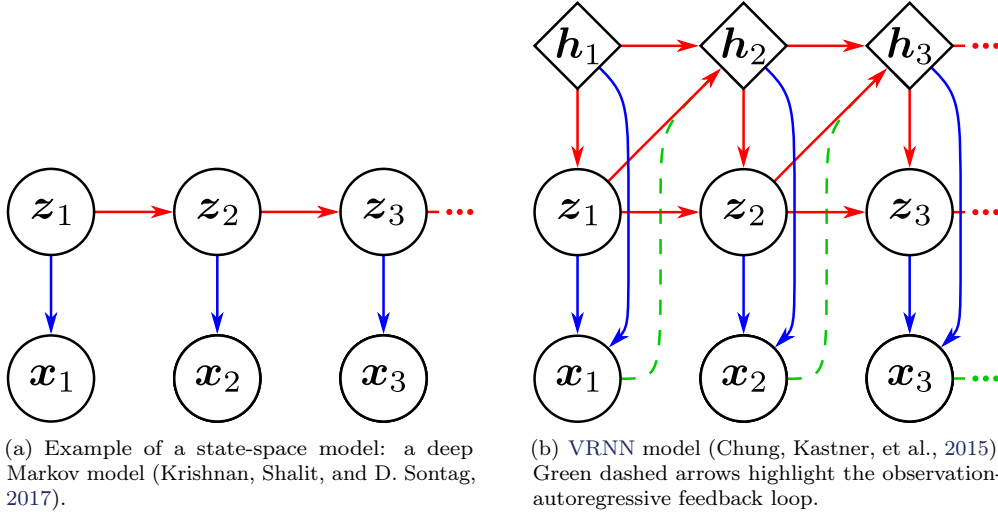 h1 h2 h3 ...
z1 z2 z3 ...
z1 z2 z3 ...
x1 x2 x3
x1 x2 x3 ...
(a) Example of a state-space model: a deep
Markov model (Krishnan, Shalit, and D. Sontag,
2017).
(b) VRNN model (Chung, Kastner, et al., 2015)
Green dashed arrows highlight the observation-
autoregressive feedback loop.